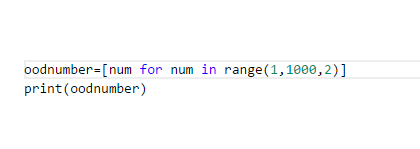 oodnumber=[num for num in range(1,1000,2)]
print(oodnumber)